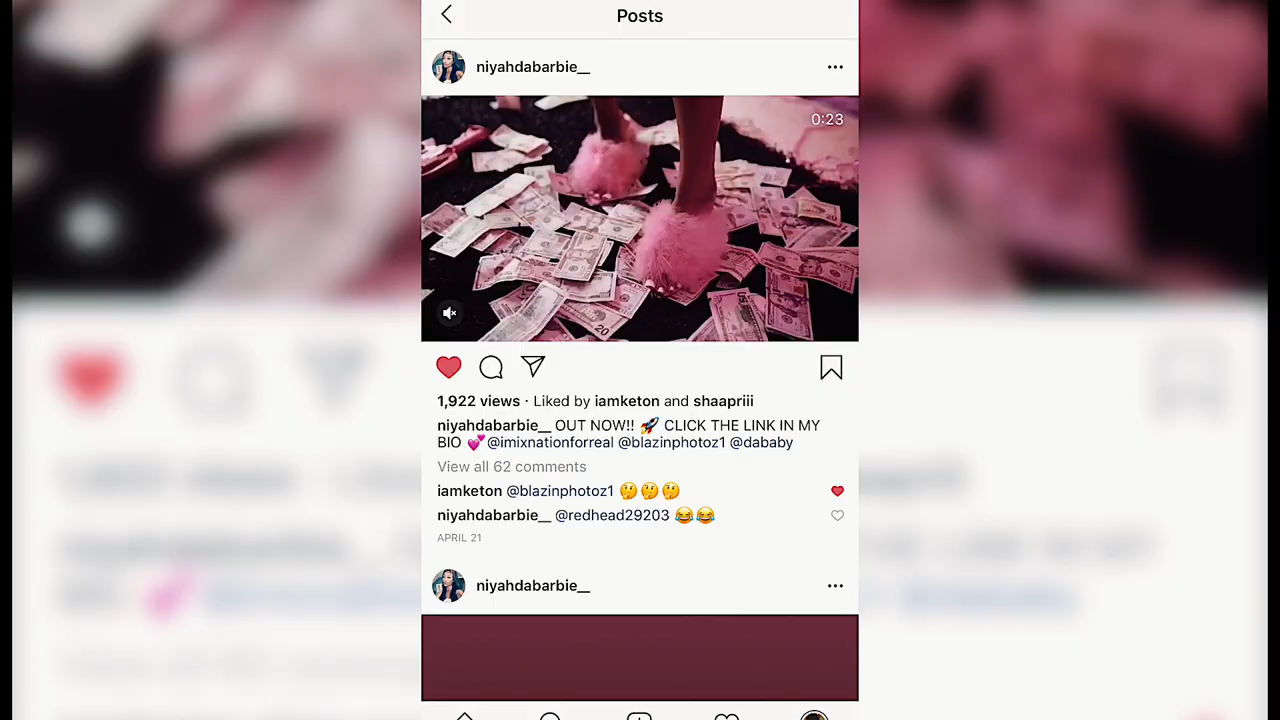 Posts
niyahdabarbie__
0:23
20
1,922 views · Liked by iamketon and shaapriii
niyahdabarbie__ OUT NOW!! 🚀 CLICK THE LINK IN MY
BIO 💕@imixnationforreal @blazinphotoz1 @dababy
View all 62 comments
iamketon @blazinphotoz1 🤔🤔🤔
niyahdabarbie__ @redhead29203 😂😂
APRIL 21
niyahdabarbie__